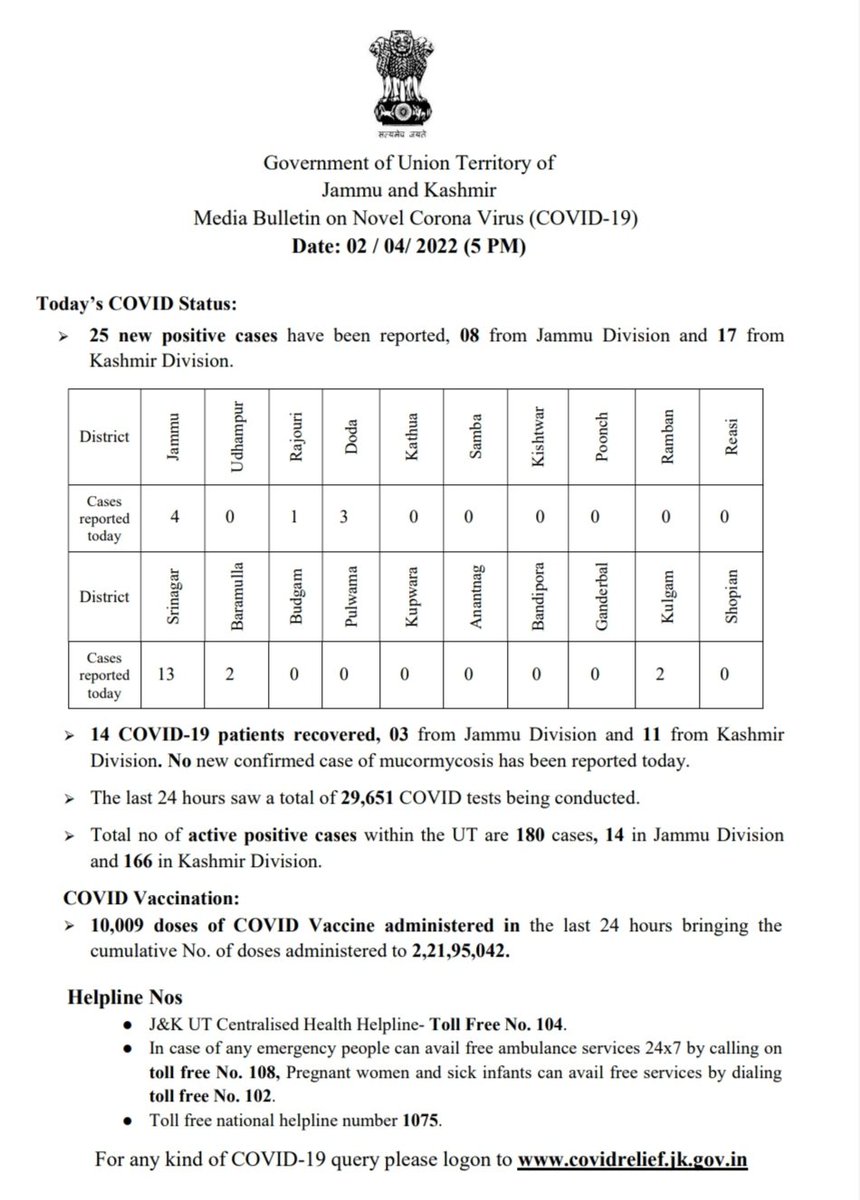 सत्यमेव जयते
Government of Union Territory of
Jammu and Kashmir
Media Bulletin on Novel Corona Virus (COVID-19)
Date: 02 / 04/ 2022 (5 PM)
Today's COVID Status:
➢ 25 new positive cases have been reported, 08 from Jammu Division and 17 from
Kashmir Division.
District Jammu Udhampur Rajouri Doda Kathua Samba Kishtwar Poonch Ramban Reasi
Cases
reported
today 4 0 1 3 0 0 0 0 0 0
District Srinagar Baramulla Budgam Pulwama Kupwara Anantnag Bandipora Ganderbal Kulgam Shopian
Cases
reported
today 13 2 0 0 0 0 0 0 2 0
➢ 14 COVID-19 patients recovered, 03 from Jammu Division and 11 from Kashmir
Division. No new confirmed case of mucormycosis has been reported today.
➢ The last 24 hours saw a total of 29,651 COVID tests being conducted.
➢ Total no of active positive cases within the UT are 180 cases, 14 in Jammu Division
and 166 in Kashmir Division.
COVID Vaccination:
➢ 10,009 doses of COVID Vaccine administered in the last 24 hours bringing the
cumulative No. of doses administered to 2,21,95,042.
Helpline Nos
● J&K UT Centralised Health Helpline- Toll Free No. 104.
● In case of any emergency people can avail free ambulance services 24x7 by calling on
toll free No. 108, Pregnant women and sick infants can avail free services by dialing
toll free No. 102.
● Toll free national helpline number 1075.
For any kind of COVID-19 query please logon to www.covidrelief.jk.gov.in